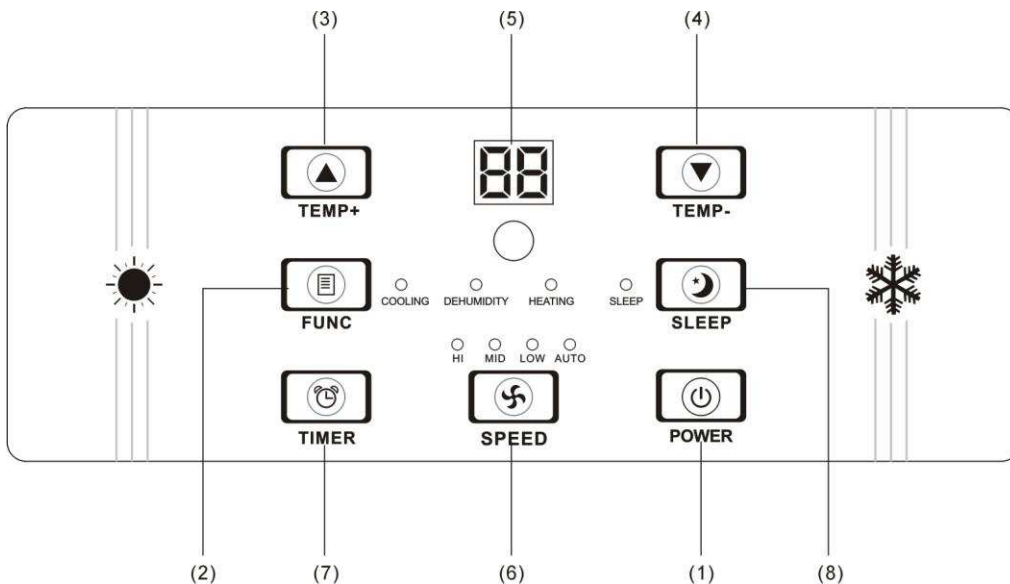 (3) (5) (4)
88
TEMP+ TEMP-
COOLING DEHUMIDITY HEATING SLEEP
FUNC SLEEP
HI MID LOW AUTO
TIMER SPEED POWER
(2) (7) (6) (1) (8)